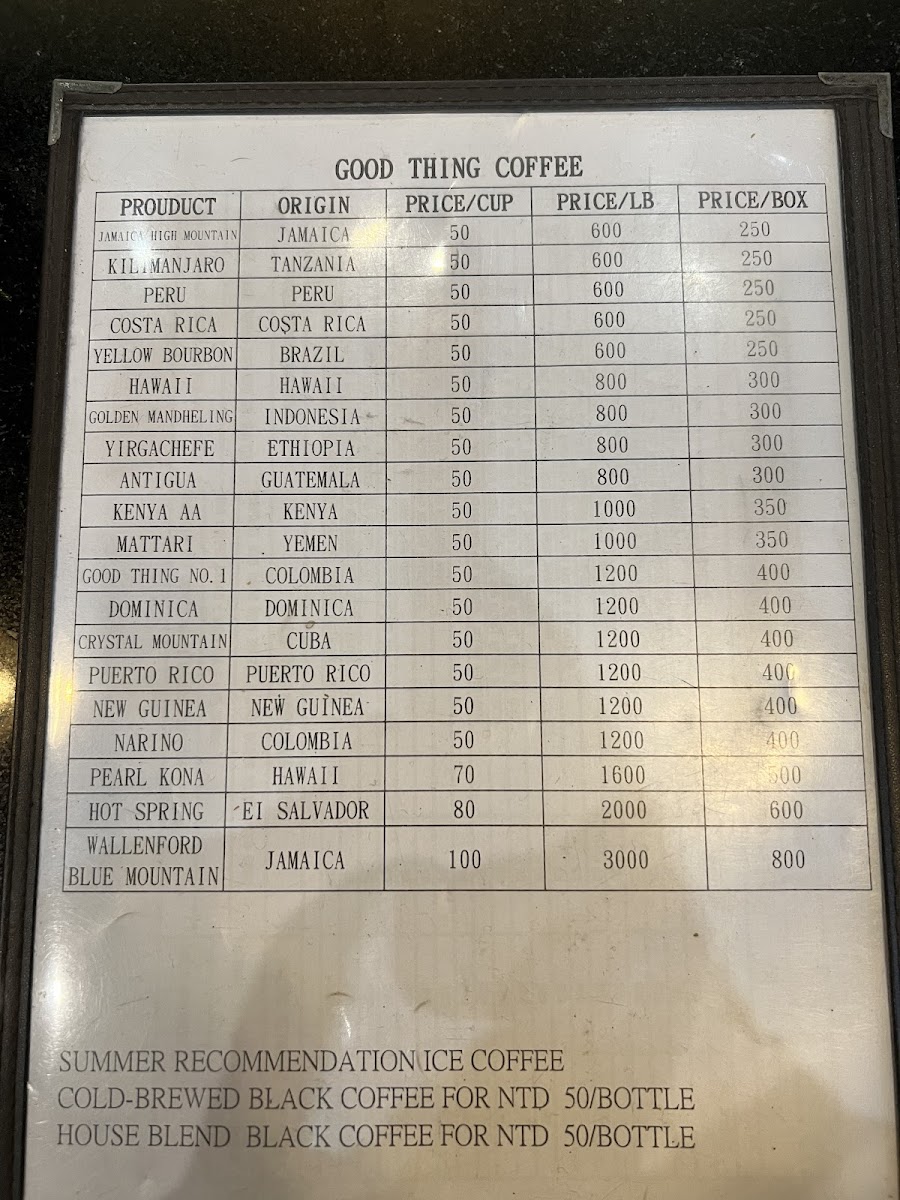 GOOD THING COFFEE
PROUDUCT ORIGIN PRICE/CUP PRICE/LB PRICE/BOX
JAMAICA HIGH MOUNTAIN JAMAICA 50 600 250
KILIMANJARO TANZANIA 50 600 250
PERU PERU 50 600 250
COSTA RICA COSTA RICA 50 600 250
YELLOW BOURBON BRAZIL 50 600 250
HAWAII HAWAII 50 800 300
GOLDEN MANDHELING INDONESIA 50 800 300
YIRGACHEFE ETHIOPIA 50 800 300
ANTIGUA GUATEMALA 50 800 300
KENYA AA KENYA 50 1000 350
MATTARI YEMEN 50 1000 350
GOOD THING NO.1 COLOMBIA 50 1200 400
DOMINICA DOMINICA 50 1200 400
CRYSTAL MOUNTAIN CUBA 50 1200 400
PUERTO RICO PUERTO RICO 50 1200 400
NEW GUINEA NEW GUINEA 50 1200 400
NARINO COLOMBIA 50 1200 400
PEARL KONA HAWAII 70 1600 500
HOT SPRING EI SALVADOR 80 2000 600
WALLENFORD
BLUE MOUNTAIN JAMAICA 100 3000 800
SUMMER RECOMMENDATION ICE COFFEE
COLD-BREWED BLACK COFFEE FOR NTD 50/BOTTLE
HOUSE BLEND BLACK COFFEE FOR NTD 50/BOTTLE